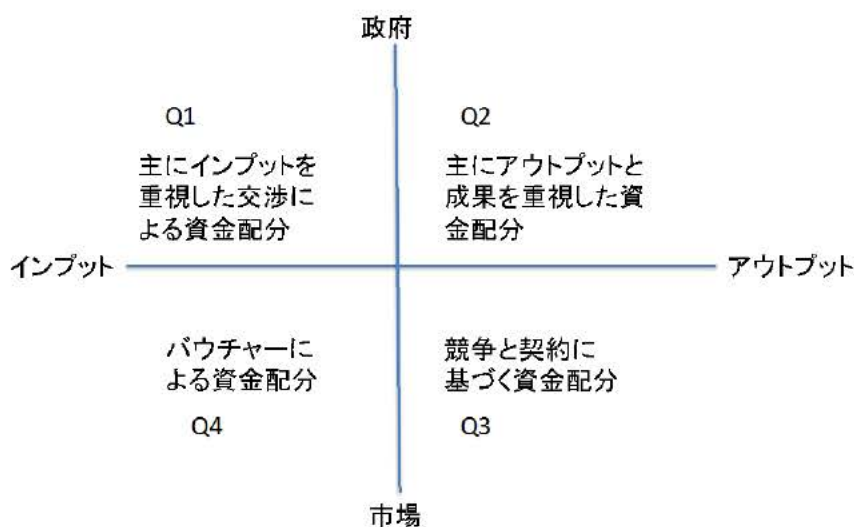 政府
Q1
主にインプットを
重視した交渉に
よる資金配分
Q2
主にアウトプットと
成果を重視した資
金配分
インプット
アウトプット
バウチャーに
よる資金配分
Q4
競争と契約に
基づく資金配分
Q3
市場